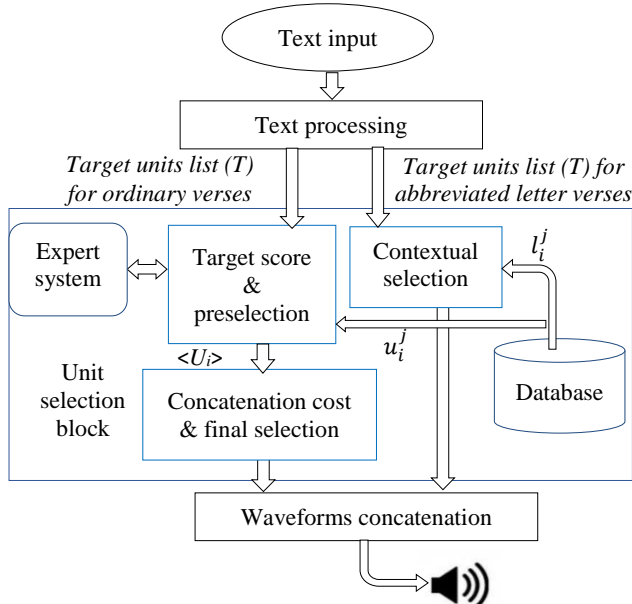 Text input
Text processing
Target units list (T)
for ordinary verses
Target units list (T) for
abbreviated letter verses
Expert
system
Target score
&
preselection
Contextual
selection
l_i^j
u_i^j
<U_i>
Database
Unit
selection
block
Concatenation cost
& final selection
Waveforms concatenation